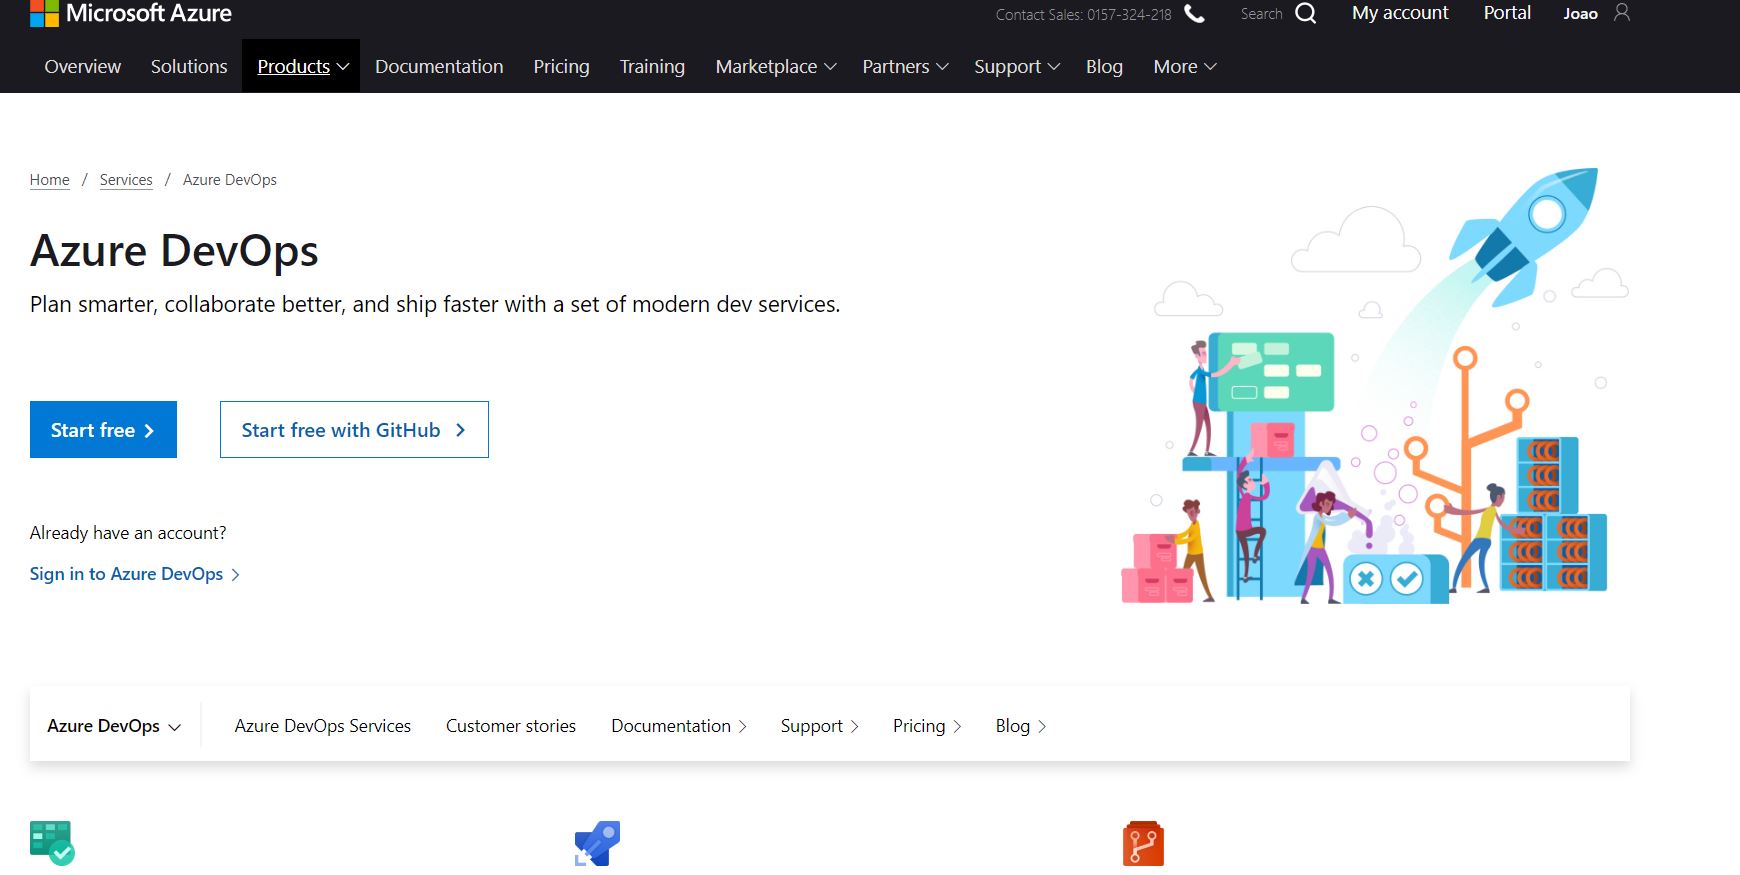 Microsoft Azure
Contact Sales: 0157-324-218
Search
My account
Portal
Joao
Overview
Solutions
Products
Documentation
Pricing
Training
Marketplace
Partners
Support
Blog
More
Home / Services / Azure DevOps
Azure DevOps
Plan smarter, collaborate better, and ship faster with a set of modern dev services.
Start free
Start free with GitHub
Already have an account?
Sign in to Azure DevOps
Azure DevOps
Azure DevOps Services
Customer stories
Documentation
Support
Pricing
Blog